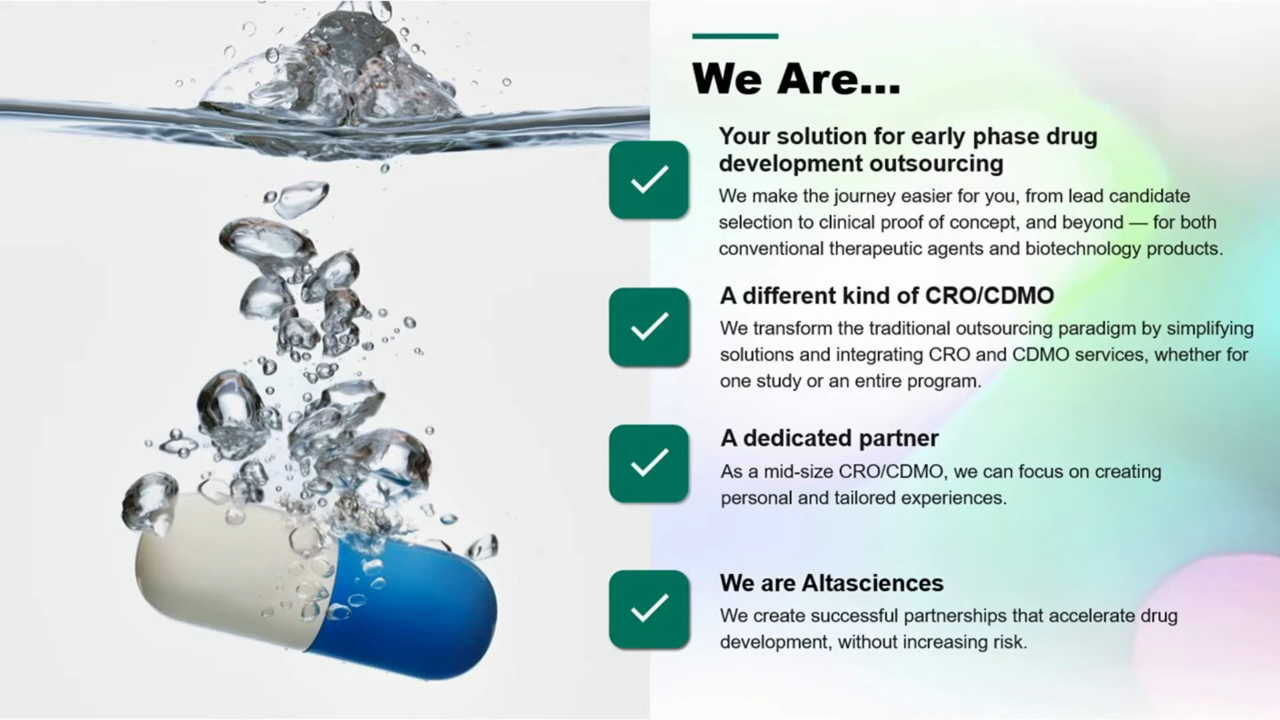 We Are...
Your solution for early phase drug
development outsourcing
We make the journey easier for you, from lead candidate
selection to clinical proof of concept, and beyond — for both
conventional therapeutic agents and biotechnology products.
A different kind of CRO/CDMO
We transform the traditional outsourcing paradigm by simplifying
solutions and integrating CRO and CDMO services, whether for
one study or an entire program.
A dedicated partner
As a mid-size CRO/CDMO, we can focus on creating
personal and tailored experiences.
We are Altasciences
We create successful partnerships that accelerate drug
development, without increasing risk.